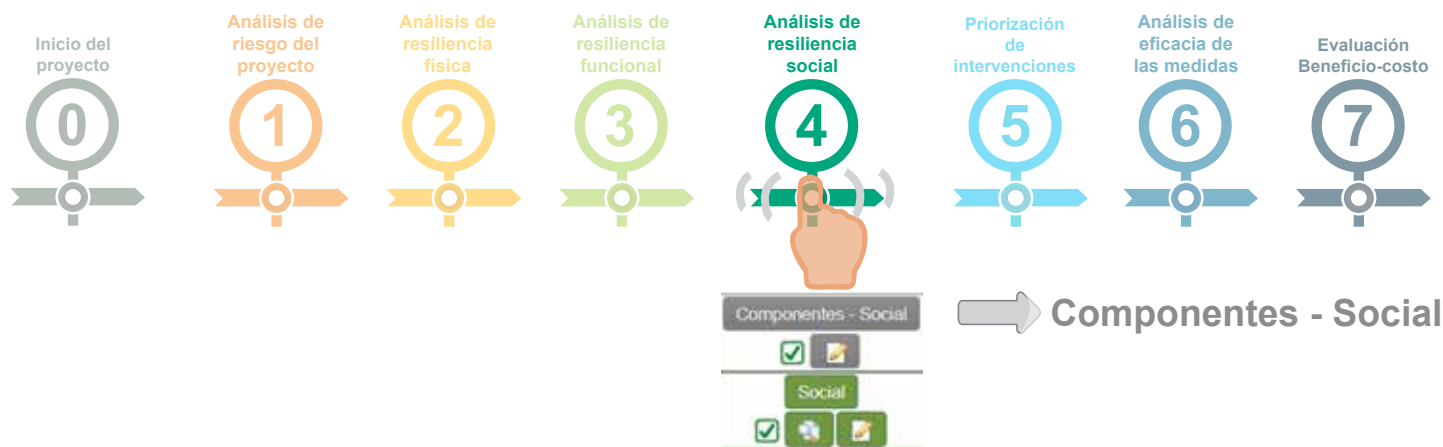 Inicio del
proyecto
0
Análisis de
riesgo del
proyecto
1
Análisis de
resiliencia
física
2
Análisis de
resiliencia
funcional
3
Análisis de
resiliencia
social
4
Priorización
de
intervenciones
5
Análisis de
eficacia de
las medidas
6
Evaluación
Beneficio-costo
7
Componentes - Social
Componentes - Social
Social